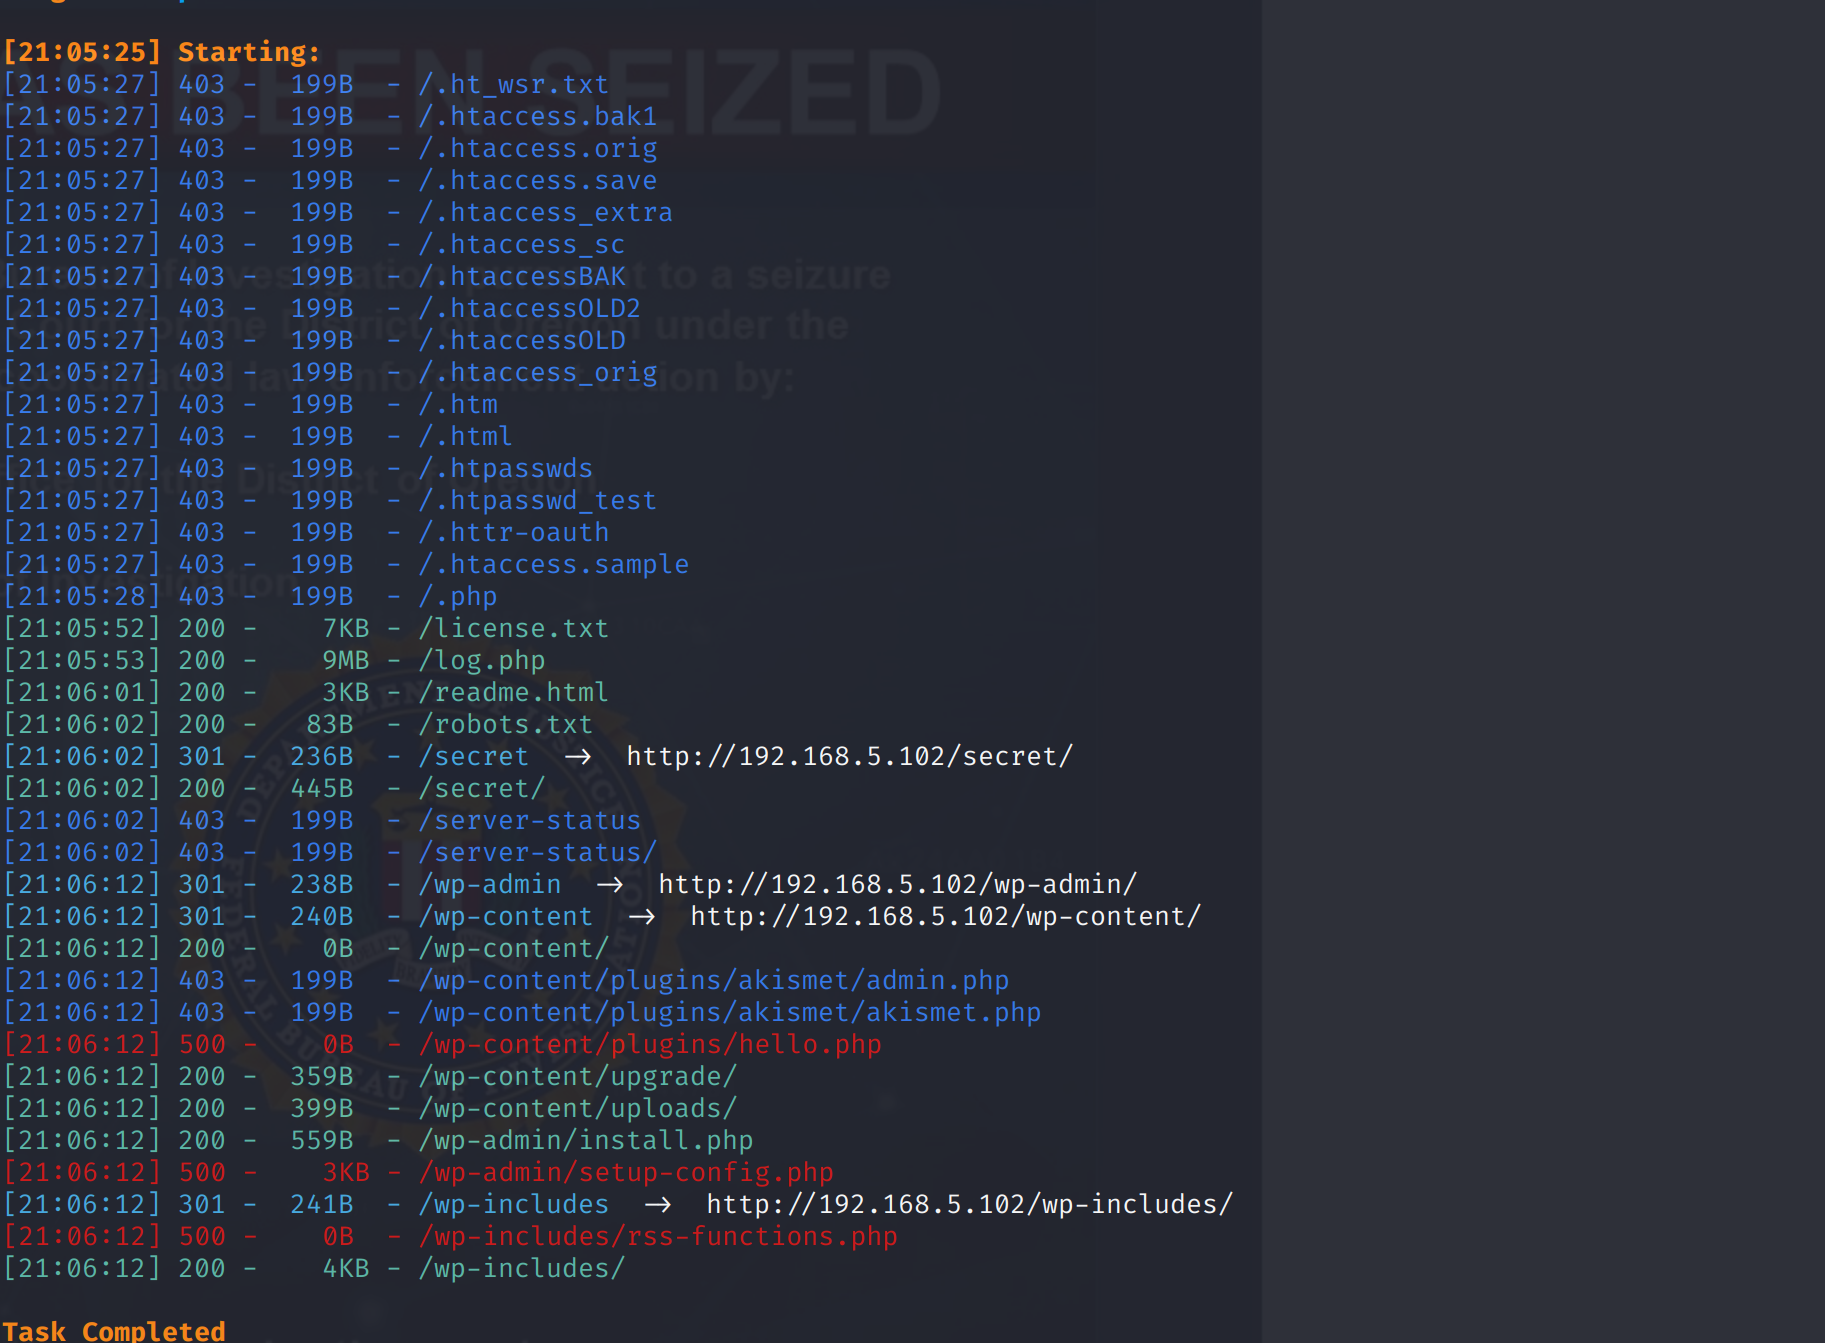 [21:05:25] Starting:
[21:05:27] 403 -  199B  - /.ht_wsr.txt
[21:05:27] 403 -  199B  - /.htaccess.bak1
[21:05:27] 403 -  199B  - /.htaccess.orig
[21:05:27] 403 -  199B  - /.htaccess.save
[21:05:27] 403 -  199B  - /.htaccess_extra
[21:05:27] 403 -  199B  - /.htaccess_sc
[21:05:27] 403 -  199B  - /.htaccessBAK
[21:05:27] 403 -  199B  - /.htaccessOLD2
[21:05:27] 403 -  199B  - /.htaccessOLD
[21:05:27] 403 -  199B  - /.htaccess_orig
[21:05:27] 403 -  199B  - /.htm
[21:05:27] 403 -  199B  - /.html
[21:05:27] 403 -  199B  - /.htpasswds
[21:05:27] 403 -  199B  - /.htpasswd_test
[21:05:27] 403 -  199B  - /.httr-oauth
[21:05:27] 403 -  199B  - /.htaccess.sample
[21:05:28] 403 -  199B  - /.php
[21:05:52] 200 -    7KB - /license.txt
[21:05:53] 200 -    9MB - /log.php
[21:06:01] 200 -    3KB - /readme.html
[21:06:02] 200 -   83B  - /robots.txt
[21:06:02] 301 -  236B  - /secret  →  http://192.168.5.102/secret/
[21:06:02] 200 -  445B  - /secret/
[21:06:02] 403 -  199B  - /server-status
[21:06:02] 403 -  199B  - /server-status/
[21:06:12] 301 -  238B  - /wp-admin  →  http://192.168.5.102/wp-admin/
[21:06:12] 301 -  240B  - /wp-content  →  http://192.168.5.102/wp-content/
[21:06:12] 200 -    0B  - /wp-content/
[21:06:12] 403 -  199B  - /wp-content/plugins/akismet/admin.php
[21:06:12] 403 -  199B  - /wp-content/plugins/akismet/akismet.php
[21:06:12] 500 -    0B  - /wp-content/plugins/hello.php
[21:06:12] 200 -  359B  - /wp-content/upgrade/
[21:06:12] 200 -  399B  - /wp-content/uploads/
[21:06:12] 200 -  559B  - /wp-admin/install.php
[21:06:12] 500 -    3KB - /wp-admin/setup-config.php
[21:06:12] 301 -  241B  - /wp-includes  →  http://192.168.5.102/wp-includes/
[21:06:12] 500 -    0B  - /wp-includes/rss-functions.php
[21:06:12] 200 -    4KB - /wp-includes/
Task Completed
BEEN SEIZED
to a seizure
under the
by:
DEPARTMENT OF JUSTICE
FEDERAL BUREAU OF INVESTIGATION